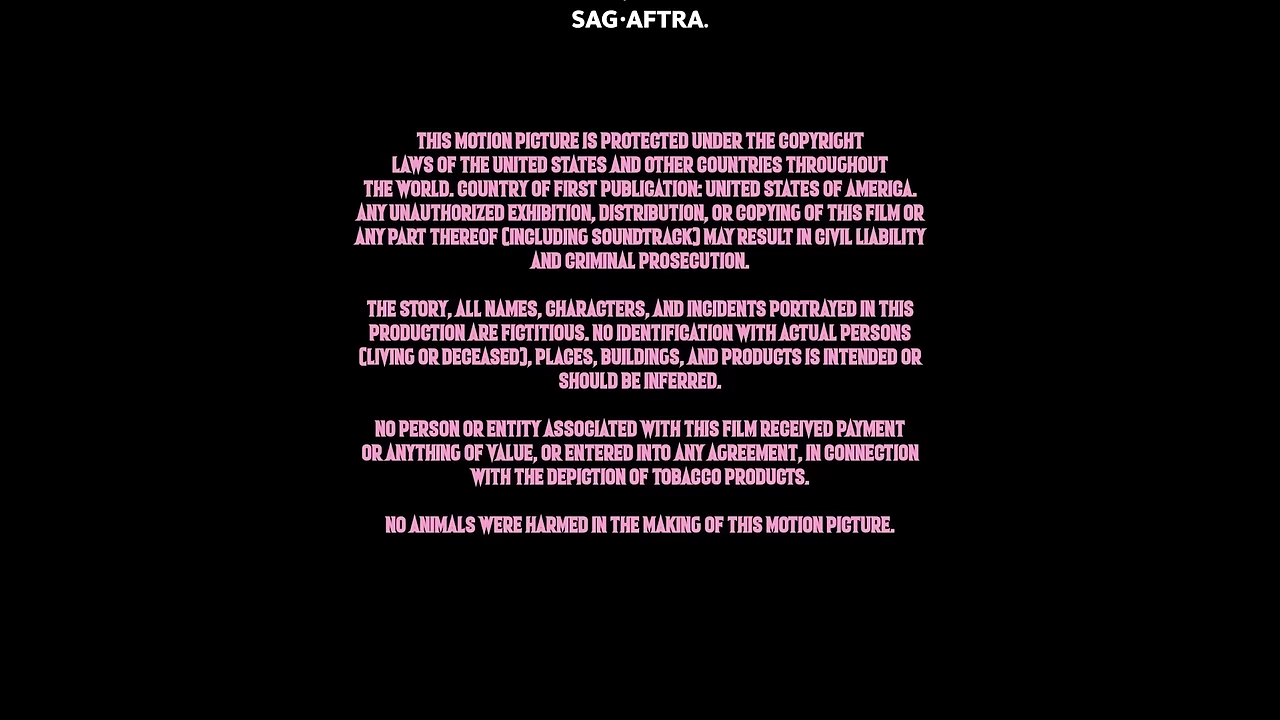 SAG·AFTRA.
THIS MOTION PICTURE IS PROTECTED UNDER THE COPYRIGHT
LAWS OF THE UNITED STATES AND OTHER COUNTRIES THROUGHOUT
THE WORLD. COUNTRY OF FIRST PUBLICATION: UNITED STATES OF AMERICA.
ANY UNAUTHORIZED EXHIBITION, DISTRIBUTION, OR COPYING OF THIS FILM OR
ANY PART THEREOF (INCLUDING SOUNDTRACK) MAY RESULT IN CIVIL LIABILITY
AND CRIMINAL PROSECUTION.
THE STORY, ALL NAMES, CHARACTERS, AND INCIDENTS PORTRAYED IN THIS
PRODUCTION ARE FICTITIOUS. NO IDENTIFICATION WITH ACTUAL PERSONS
(LIVING OR DECEASED), PLACES, BUILDINGS, AND PRODUCTS IS INTENDED OR
SHOULD BE INFERRED.
NO PERSON OR ENTITY ASSOCIATED WITH THIS FILM RECEIVED PAYMENT
OR ANYTHING OF VALUE, OR ENTERED INTO ANY AGREEMENT, IN CONNECTION
WITH THE DEPICTION OF TOBACCO PRODUCTS.
NO ANIMALS WERE HARMED IN THE MAKING OF THIS MOTION PICTURE.